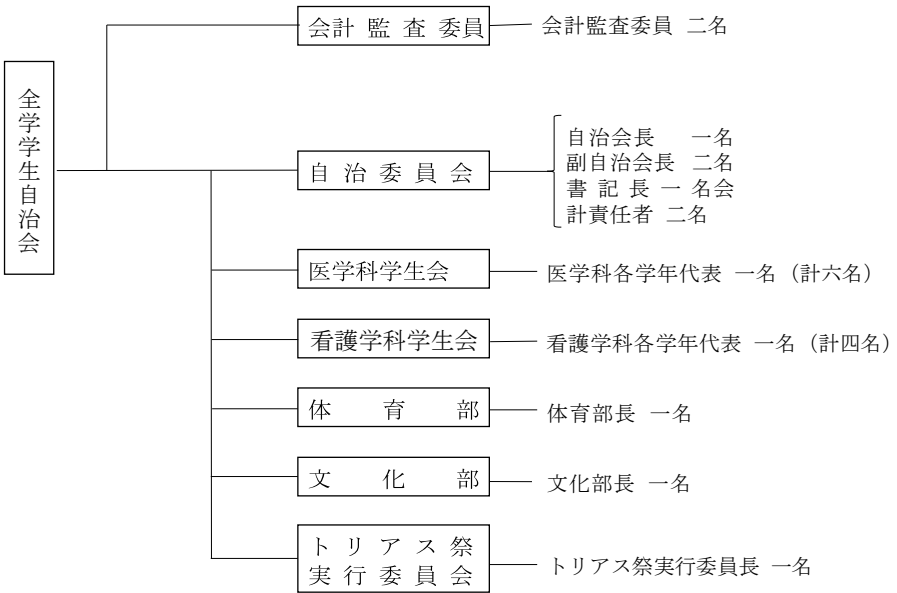 全学学生自治会
会計 監 査 委員
会計監査委員 二名
自 治 委 員 会
自治会長 一名
副自治会長 二名
書 記 長 一 名会
計責任者 二名
医学科学生会
医学科各学年代表 一名（計六名）
看護学科学生会
看護学科各学年代表 一名（計四名）
体 育 部
体育部長 一名
文 化 部
文化部長 一名
ト リ ア ス 祭
実 行 委 員 会
トリアス祭実行委員長 一名